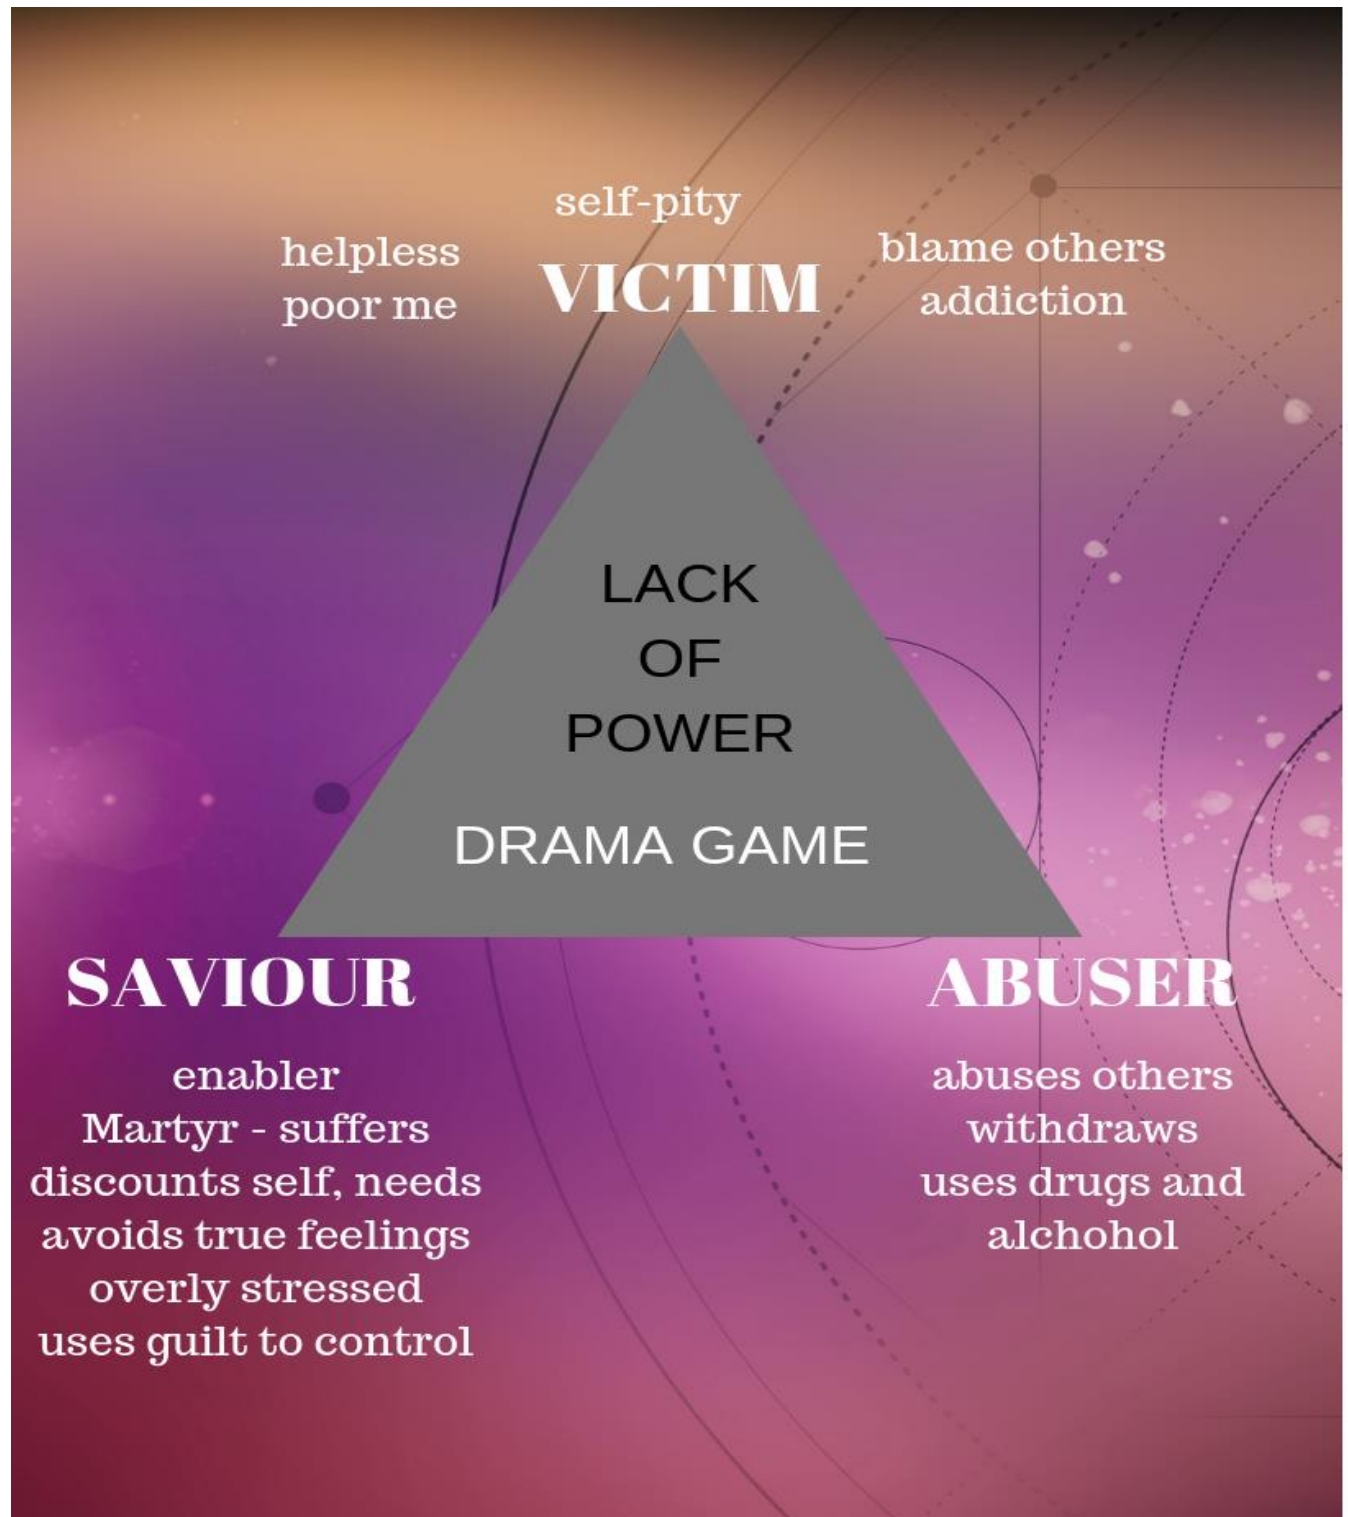 self-pity
helpless
poor me
VICTIM
blame others
addiction
LACK
OF
POWER
DRAMA GAME
SAVIOUR
enabler
Martyr - suffers
discounts self, needs
avoids true feelings
overly stressed
uses guilt to control
ABUSER
abuses others
withdraws
uses drugs and
alchohol